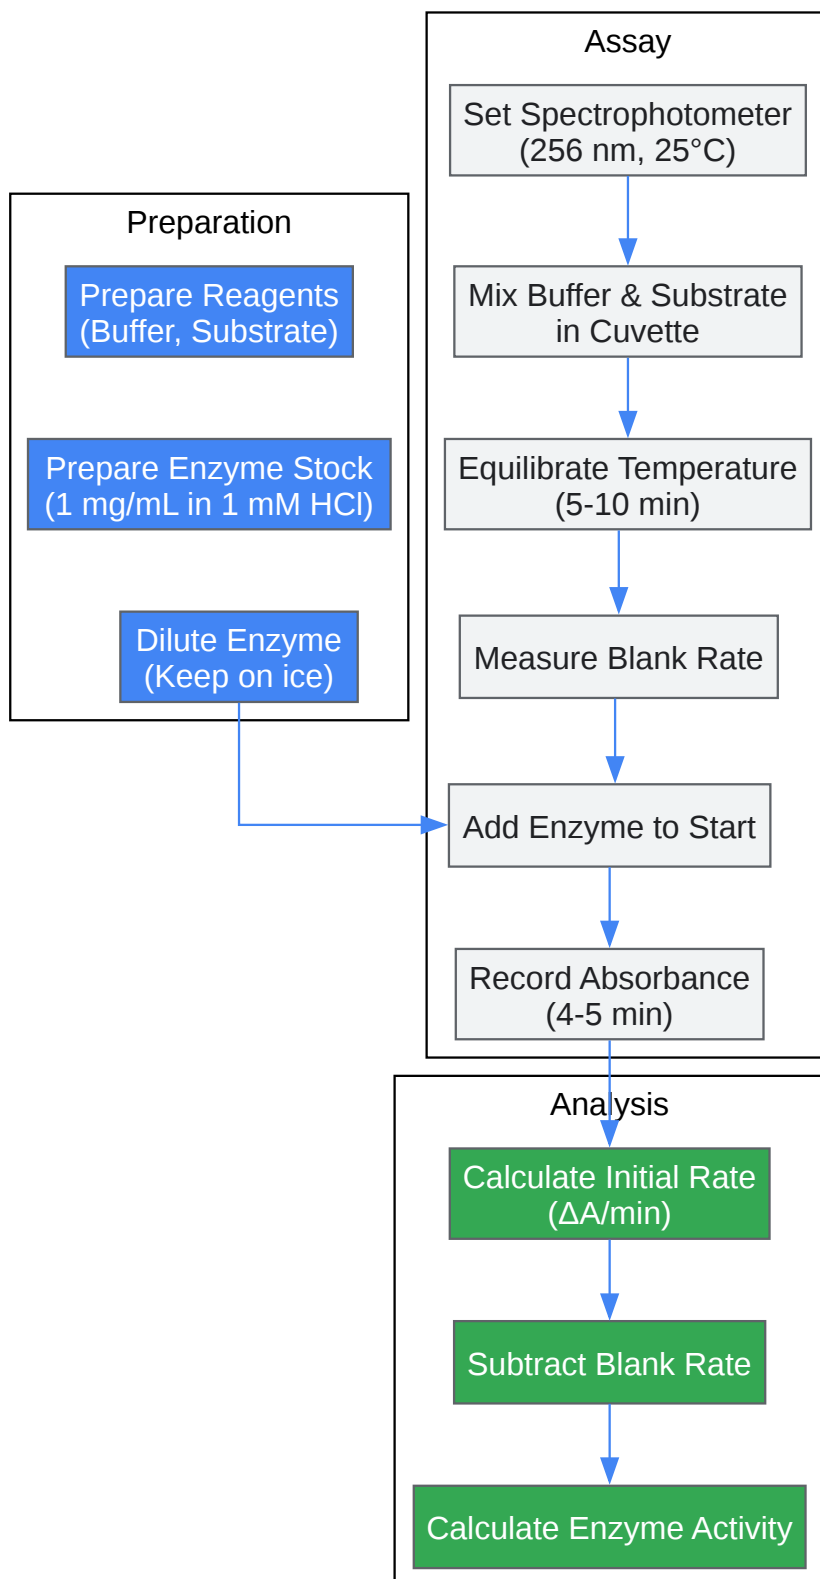 Preparation
Prepare Reagents
(Buffer, Substrate)
Prepare Enzyme Stock
(1 mg/mL in 1 mM HCl)
Dilute Enzyme
(Keep on ice)
Assay
Set Spectrophotometer
(256 nm, 25°C)
Mix Buffer & Substrate
in Cuvette
Equilibrate Temperature
(5-10 min)
Measure Blank Rate
Add Enzyme to Start
Record Absorbance
(4-5 min)
Analysis
Calculate Initial Rate
(ΔA/min)
Subtract Blank Rate
Calculate Enzyme Activity